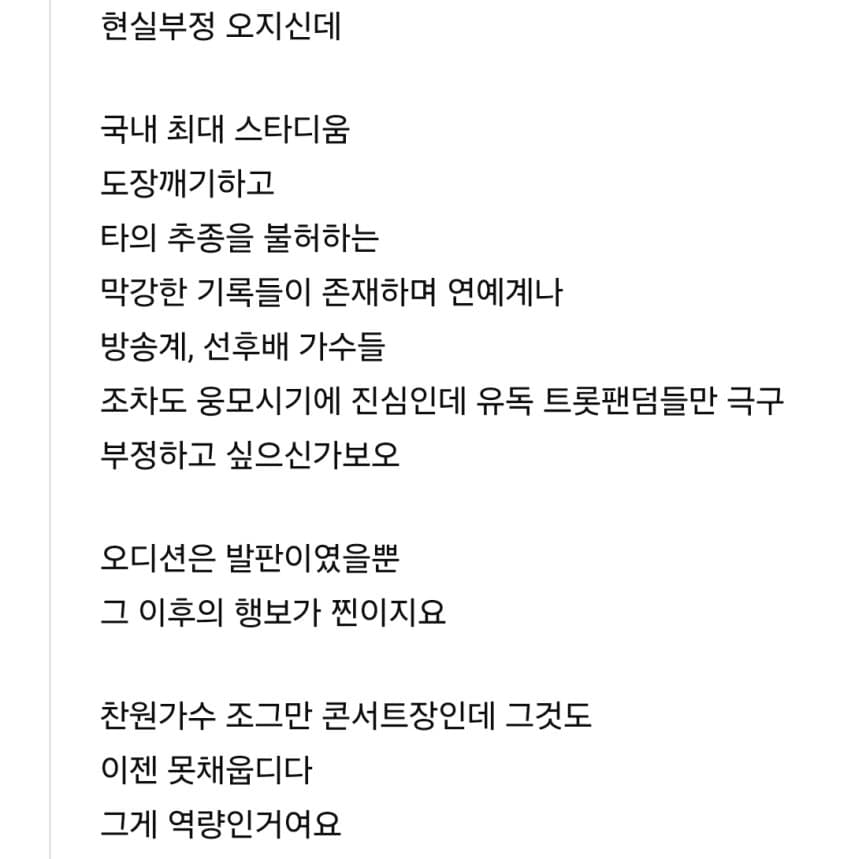 현실부정 오지신데
국내 최대 스타디움
도장깨기하고
타의 추종을 불허하는
막강한 기록들이 존재하며 연예계나
방송계, 선후배 가수들
조차도 웅모시기에 진심인데 유독 트롯팬덤들만 극구
부정하고 싶으신가보오
오디션은 발판이였을뿐
그 이후의 행보가 찐이지요
찬원가수 조그만 콘서트장인데 그것도
이젠 못채웁디다
그게 역량인거여요